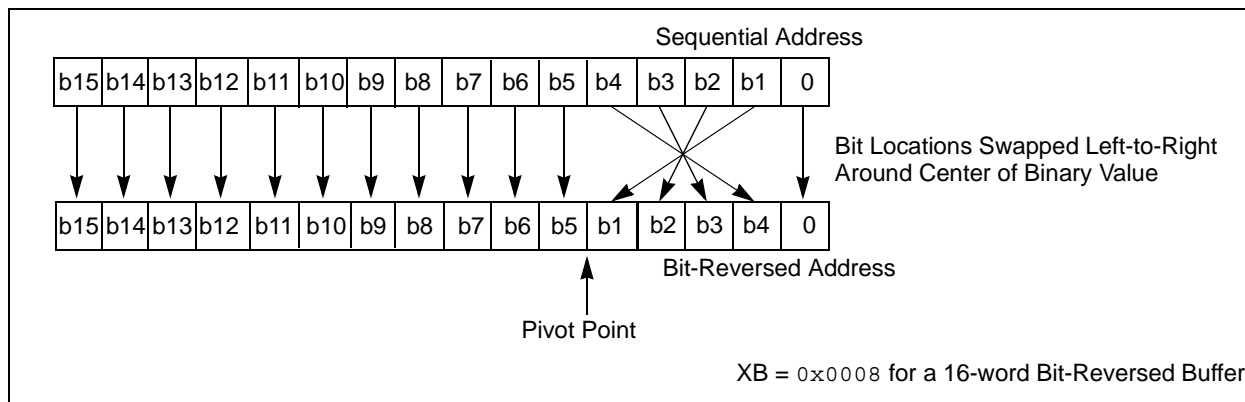 Sequential Address
b15 b14 b13 b12 b11 b10 b9 b8 b7 b6 b5 b4 b3 b2 b1 0
Bit Locations Swapped Left-to-Right
Around Center of Binary Value
b15 b14 b13 b12 b11 b10 b9 b8 b7 b6 b5 b1 b2 b3 b4 0
Bit-Reversed Address
Pivot Point
XB = 0x0008 for a 16-word Bit-Reversed Buffer